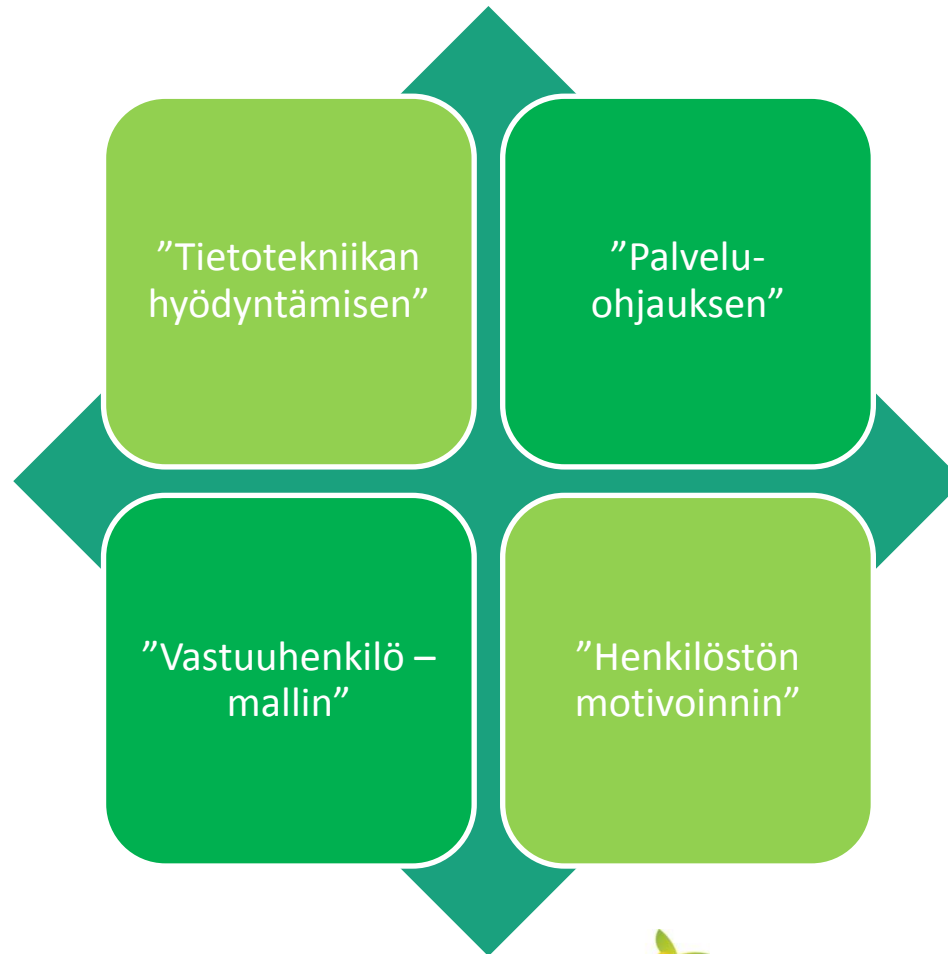 ”Tietotekniikan
hyödyntämisen”
”Palvelu-
ohjauksen”
”Vastuuhenkilö –
mallin”
”Henkilöstön
motivoinnin”